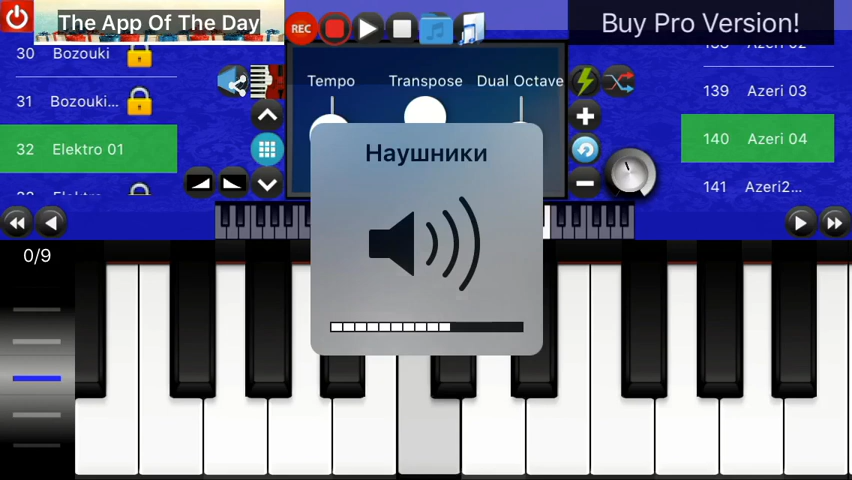 The App Of The Day
REC
Buy Pro Version!
30 Bozouki
31 Bozouki...
32 Elektro 01
Tempo
Transpose
Dual Octave
139 Azeri 03
140 Azeri 04
141 Azeri2...
Наушники
0/9